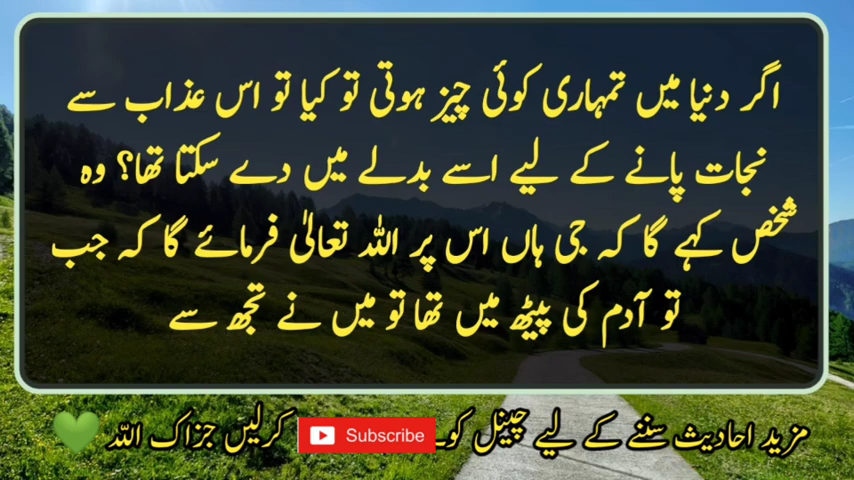 اگر دنیا میں تمہاری کوئی چیز ہوتی تو کیا تو اس عذاب سے
نجات پانے کے لیے اسے بدلے میں دے سکتا تھا؟ وہ
شخص کہے گا کہ جی ہاں اس پر اللہ تعالیٰ فرمائے گا کہ جب
تو آدم کی پیٹھ میں تھا تو میں نے تجھ سے
مزید احادیث سننے کے لیے چینل کو Subscribe کرلیں جزاک اللّٰہ